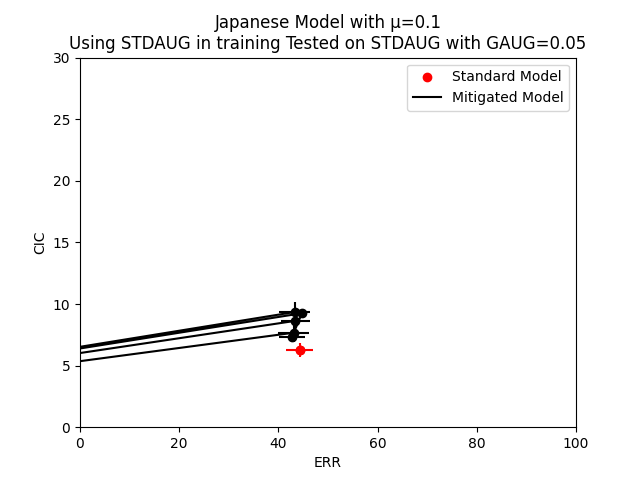 Japanese Model with μ=0.1
Using STDAUG in training Tested on STDAUG with GAUG=0.05
Standard Model
Mitigated Model
CIC
30
25
20
15
10
5
0
0 20 40 60 80 100
ERR